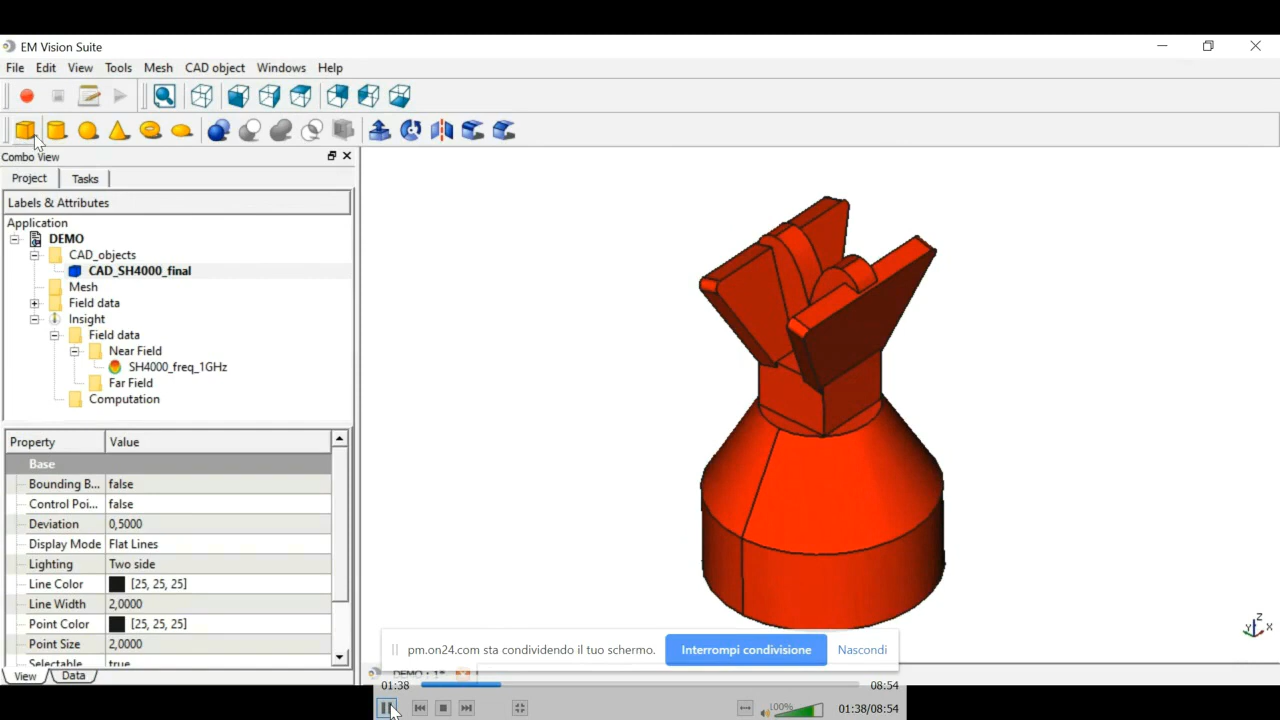 EM Vision Suite
File Edit View Tools Mesh CAD object Windows Help
Combo View
Project Tasks
Labels & Attributes
Application
DEMO
CAD_objects
CAD_SH4000_final
Mesh
Field data
Insight
Field data
Near Field
SH4000_freq_1GHz
Far Field
Computation
Property Value
Base
Bounding B... false
Control Poi... false
Deviation 0,5000
Display Mode Flat Lines
Lighting Two side
Line Color [25, 25, 25]
Line Width 2,0000
Point Color [25, 25, 25]
Point Size 2,0000
Selectable true
View Data
Z
Y X
pm.on24.com sta condividendo il tuo schermo. Interrompi condivisione Nascondi
DEMO : 1*
01:38 08:54
100% 01:38/08:54